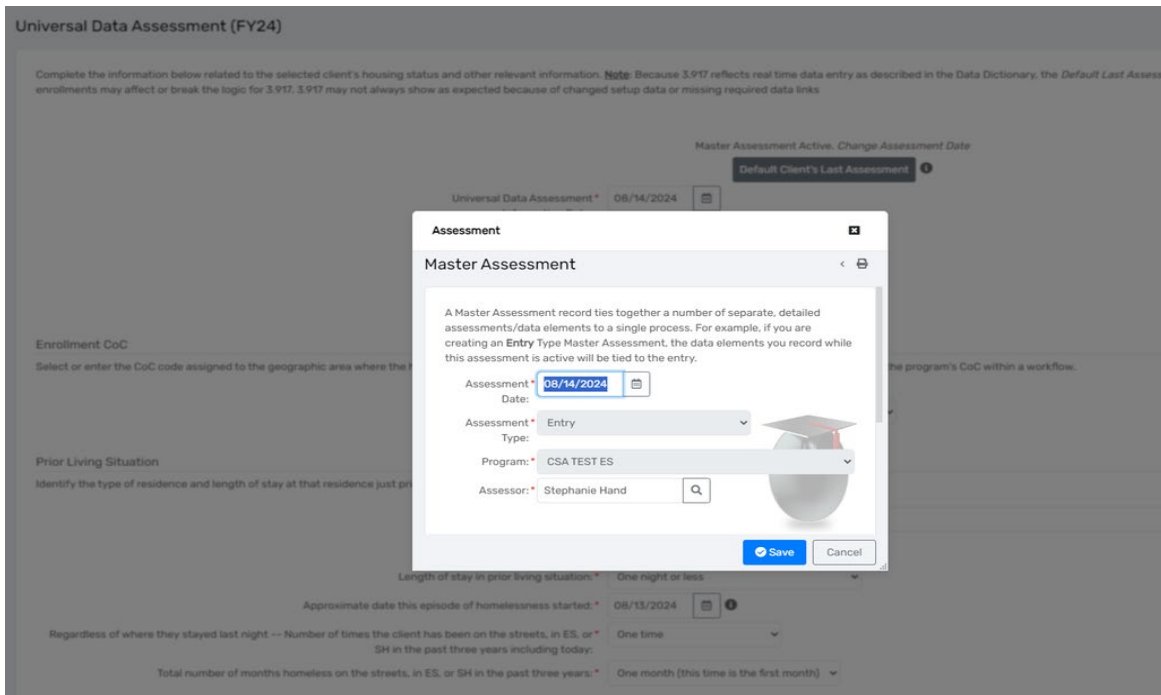 Universal Data Assessment (FY24)
Complete the information below related to the selected client's housing status and other relevant information. Note: Because 3.917 reflects real time data entry as described in the Data Dictionary, the Default Last Assess
enrollments may affect or break the logic for 3.917. 3.917 may not always show as expected because of changed setup data or missing required data links
Master Assessment Active. Change Assessment Date
Default Client's Last Assessment
Universal Data Assessment * 08/14/2024
Assessment
Master Assessment
A Master Assessment record ties together a number of separate, detailed
assessments/data elements to a single process. For example, if you are
creating an Entry Type Master Assessment, the data elements you record while
this assessment is active will be tied to the entry.
Assessment * 08/14/2024
Date:
Assessment * Entry
Type:
Program: * CSA TEST ES
Assessor: * Stephanie Hand
Save Cancel
Enrollment CoC
Select or enter the CoC code assigned to the geographic area where the he program's CoC within a workflow.
Prior Living Situation
Identify the type of residence and length of stay at that residence just pri
Length of stay in prior living situation: * One night or less
Approximate date this episode of homelessness started: * 08/13/2024
Regardless of where they stayed last night -- Number of times the client has been on the streets, in ES, or * One time
SH in the past three years including today:
Total number of months homeless on the streets, in ES, or SH in the past three years: * One month (this time is the first month)